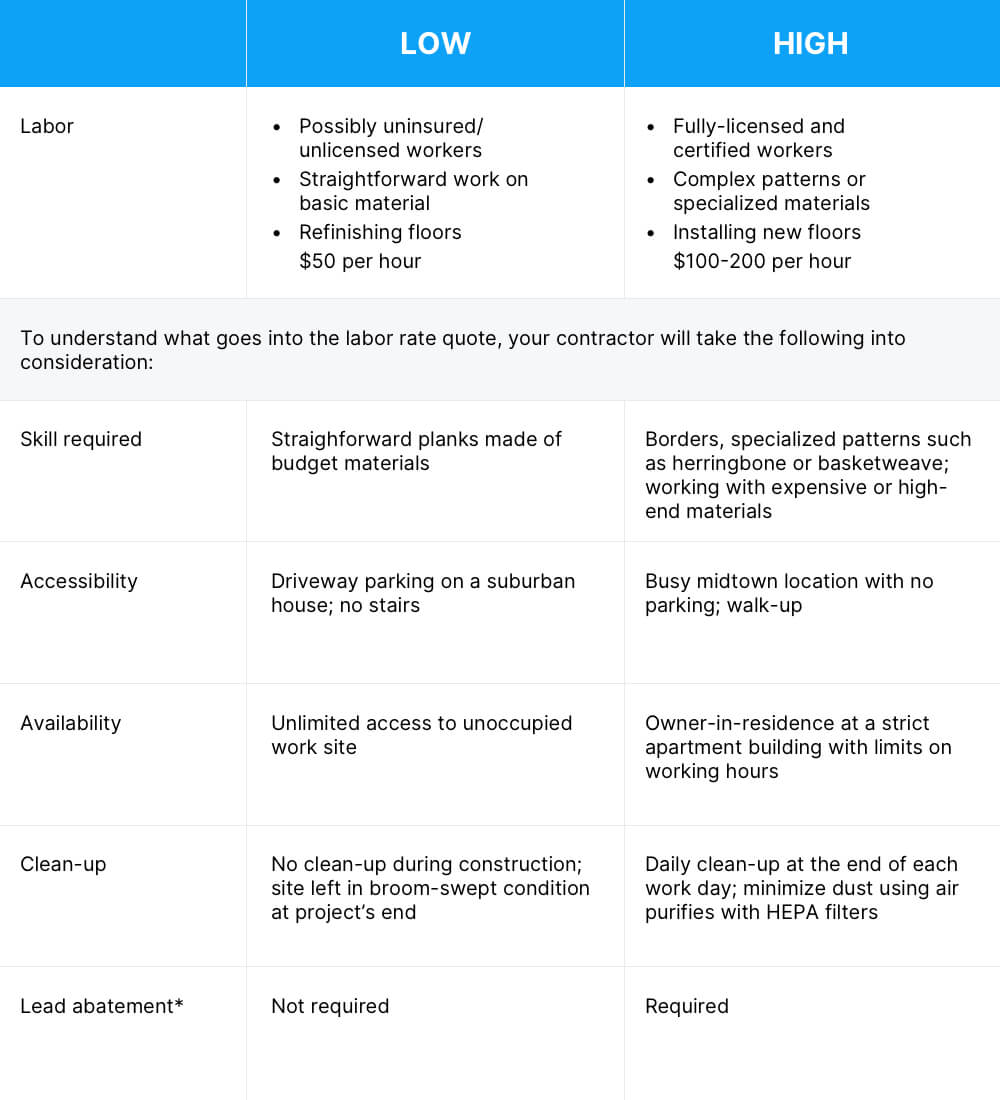 LOW
HIGH
Labor
• Possibly uninsured/
unlicensed workers
• Straightforward work on
basic material
• Refinishing floors
$50 per hour
• Fully-licensed and
certified workers
• Complex patterns or
specialized materials
• Installing new floors
$100-200 per hour
To understand what goes into the labor rate quote, your contractor will take the following into
consideration:
Skill required
Straighforward planks made of
budget materials
Borders, specialized patterns such
as herringbone or basketweave;
working with expensive or high-
end materials
Accessibility
Driveway parking on a suburban
house; no stairs
Busy midtown location with no
parking; walk-up
Availability
Unlimited access to unoccupied
work site
Owner-in-residence at a strict
apartment building with limits on
working hours
Clean-up
No clean-up during construction;
site left in broom-swept condition
at project’s end
Daily clean-up at the end of each
work day; minimize dust using air
purifies with HEPA filters
Lead abatement*
Not required
Required